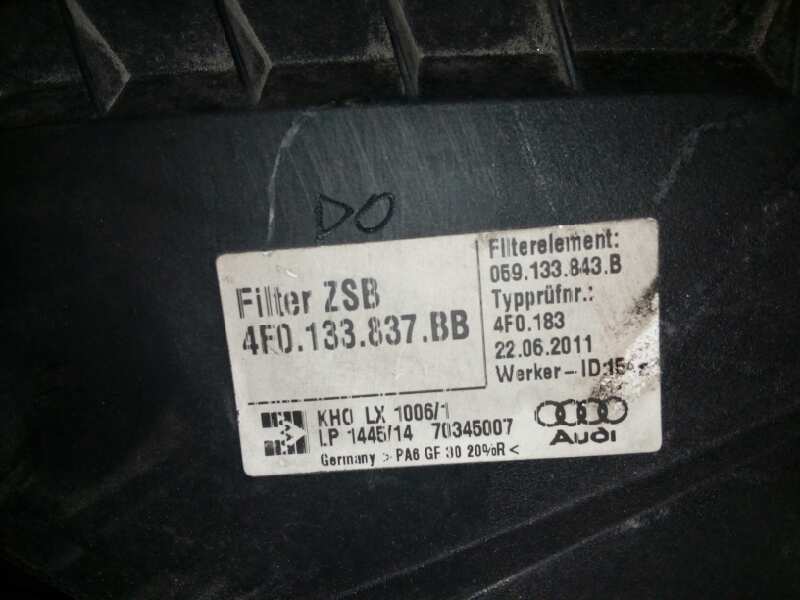 DO
Filter ZSB
4F0.133.837.BB
Filterelement:
059.133.843.B
Typprüfnr.:
4F0.183
22.06.2011
Werker-ID:
KHO LX 1006/1
LP 1445/14 70345007
Germany > PA6 GF 30 20%R <
Audi